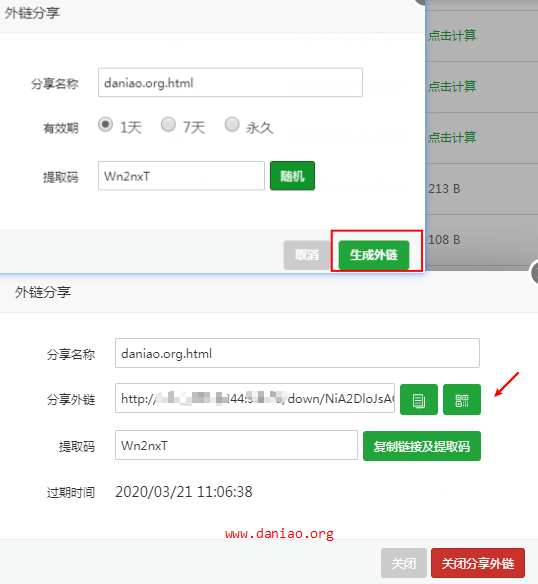 外链分享
分享名称 daniao.org.html
有效期 1天 7天 永久
提取码 Wn2nxT 随机
取消 生成外链
点击计算
点击计算
点击计算
213 B
108 B
外链分享
分享名称 daniao.org.html
分享外链 http:/ 44: /down/NiA2DloJsA
提取码 Wn2nxT 复制链接及提取码
过期时间 2020/03/21 11:06:38
www.daniao.org
关闭 关闭分享外链